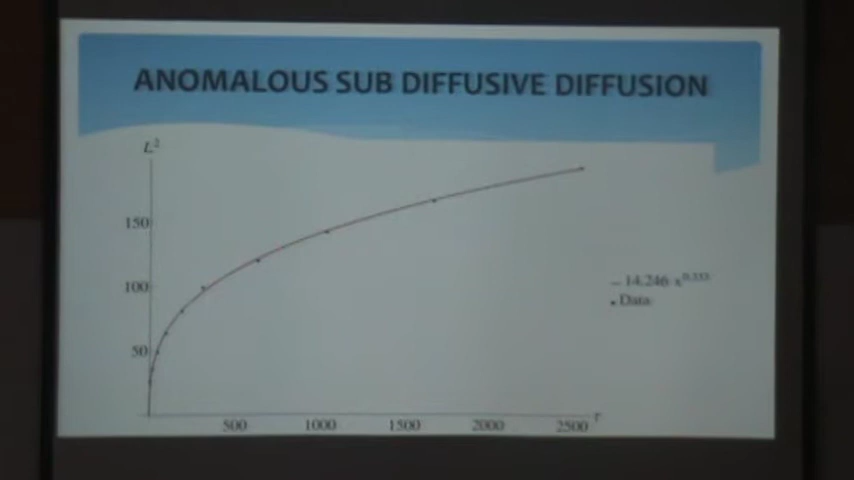 ANOMALOUS SUB DIFFUSIVE DIFFUSION
L²
150
100
50
500 1000 1500 2000 2500 τ
– 14.246 x^0.333
• Data